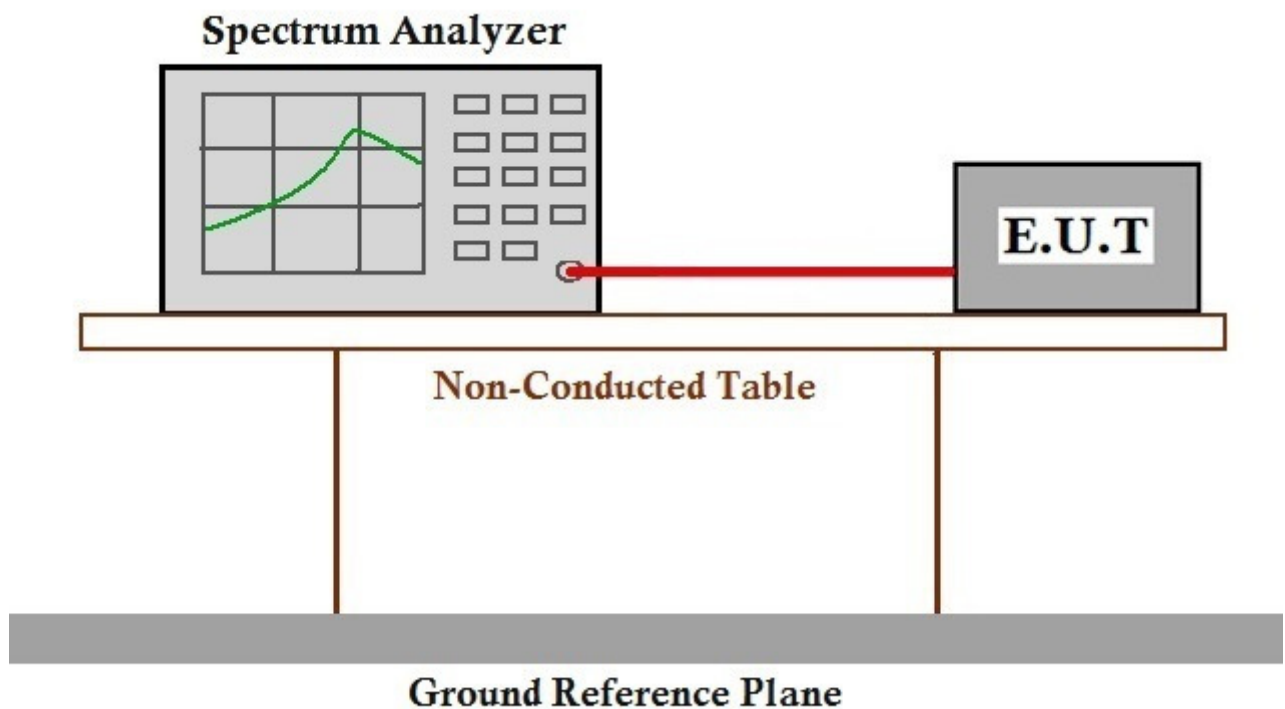 Spectrum Analyzer
E.U.T
Non-Conducted Table
Ground Reference Plane